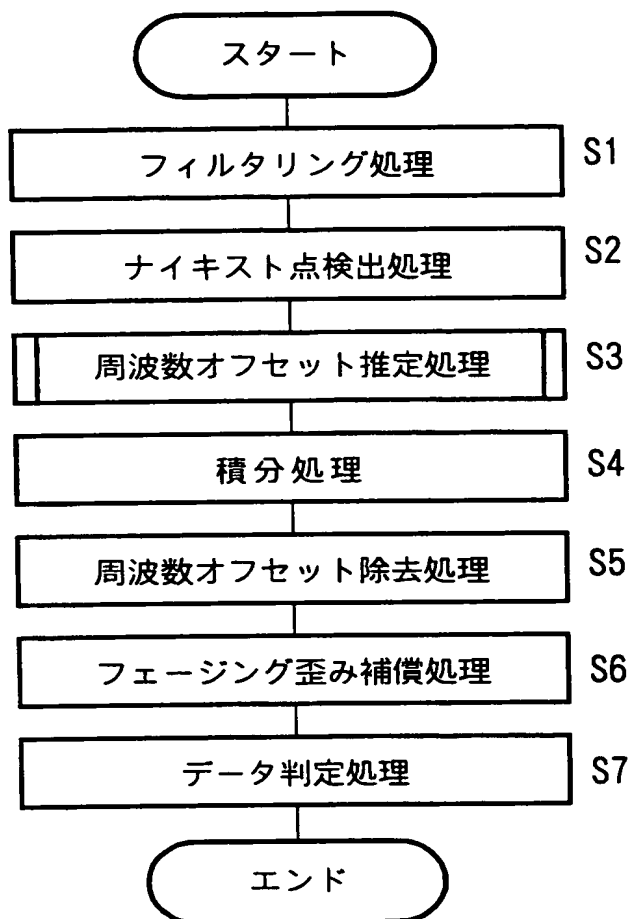 スタート
フィルタリング処理 S1
ナイキスト点検出処理 S2
周波数オフセット推定処理 S3
積分処理 S4
周波数オフセット除去処理 S5
フェージング歪み補償処理 S6
データ判定処理 S7
エンド